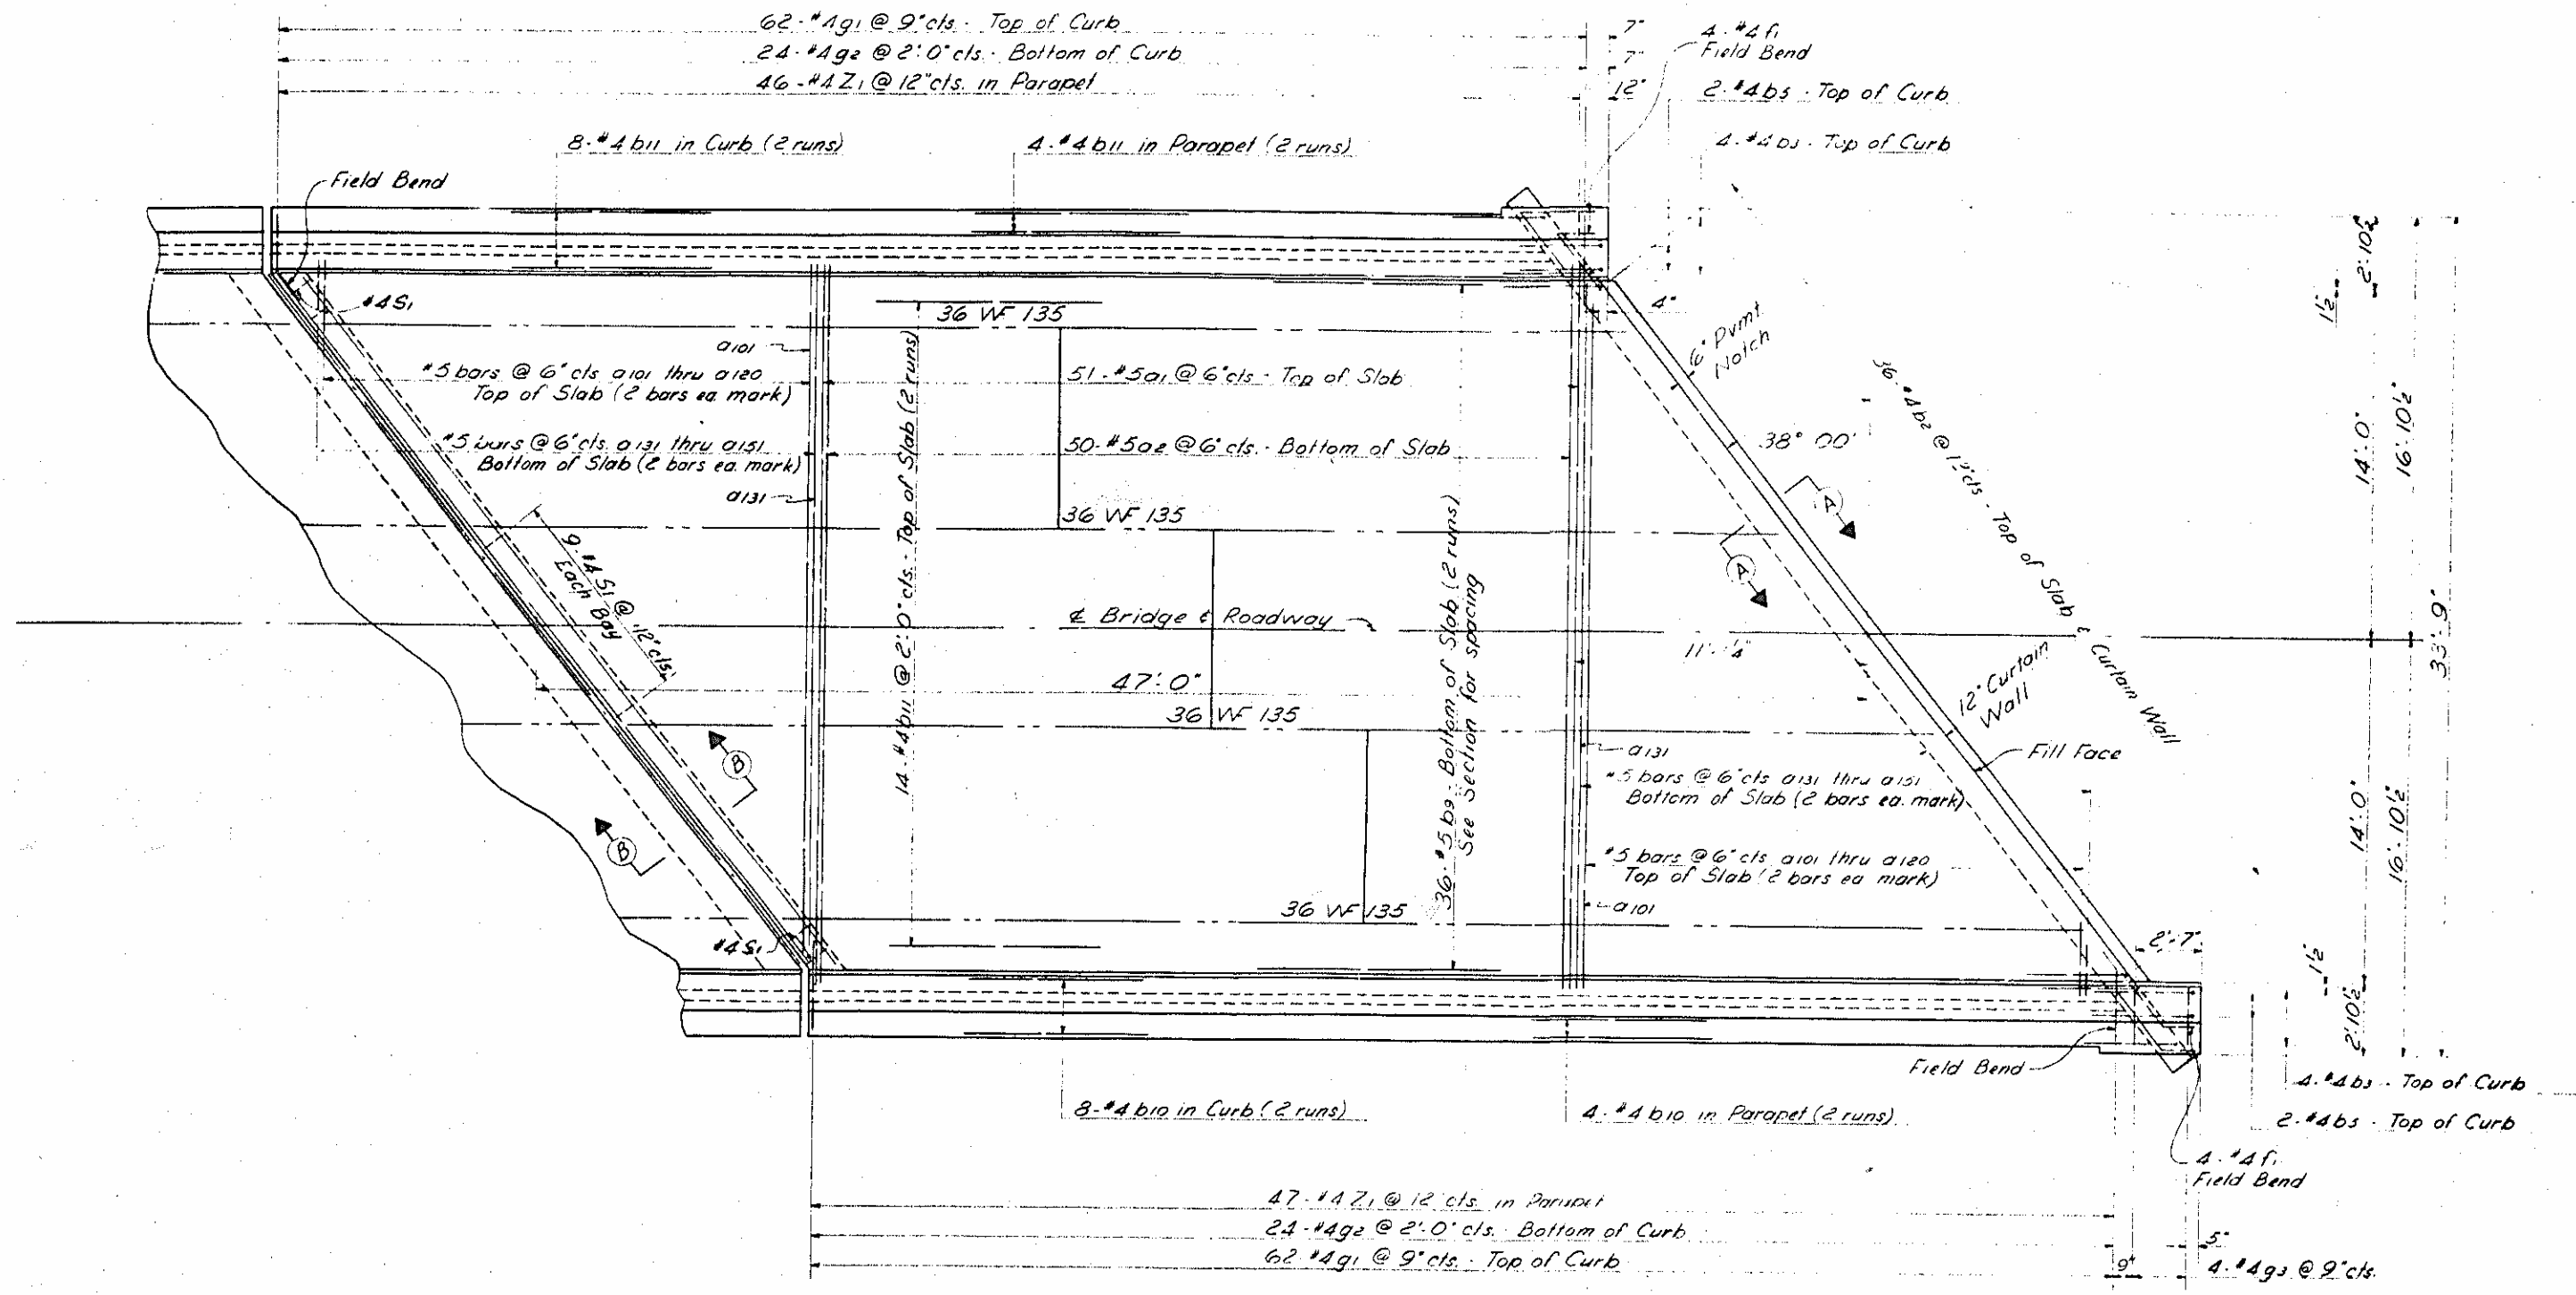 62-#4g1 @ 9"cts. - Top of Curb
24-#4g2 @ 2'-0"cts. - Bottom of Curb
46-#4Z1 @ 12"cts. in Parapet
7"
7"
12"
4-#4f1
Field Bend
2-#4b5 - Top of Curb
4-#4b3 - Top of Curb
8-#4b11 in Curb (2 runs)
4-#4b11 in Parapet (2 runs)
Field Bend
#4S1
36 WF 135
4"
6" Pvmt
Notch
a101
#5 bars @ 6"cts a101 thru a120
Top of Slab (2 bars ea. mark)
51-#5a1 @ 6"cts - Top of Slab
#5 bars @ 6"cts. a131 thru a151
Bottom of Slab (2 bars ea. mark)
50-#5a2 @ 6"cts. - Bottom of Slab
a131
38° 00'
36-#4b2 @ 12"cts. - Top of Slab & Curtain Wall
A
A
36 WF 135
9-#4S1 @ 12"cts.
Each Bay
14-#4b11 @ 2'-0"cts. - Top of Slab (2 runs)
36-#5b9 - Bottom of Slab (2 runs)
See Section for spacing
℄ Bridge & Roadway
47'-0"
36 WF 135
12" Curtain
Wall
Fill Face
B
B
a131
#5 bars @ 6"cts a131 thru a151
Bottom of Slab (2 bars ea. mark)
#5 bars @ 6"cts a101 thru a120
Top of Slab (2 bars ea mark)
a101
36 WF 135
#4S1
2'-7"
1½
2'-10½"
14'-0"
16'-10½"
33'-9"
14'-0"
16'-10½"
1½
2'-10½"
Field Bend
8-#4b10 in Curb (2 runs)
4-#4b10 in Parapet (2 runs)
4-#4b3 - Top of Curb
2-#4b5 - Top of Curb
4-#4f1
Field Bend
47-#4Z1 @ 12"cts. in Parapet
24-#4g2 @ 2'-0"cts. - Bottom of Curb
62-#4g1 @ 9"cts. - Top of Curb
5"
9"
4-#4g3 @ 9"cts.